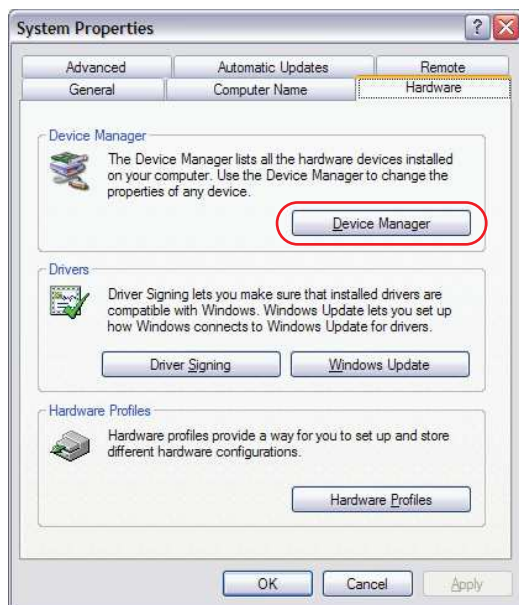 System Properties
Advanced
Automatic Updates
Remote
General
Computer Name
Hardware
Device Manager
The Device Manager lists all the hardware devices installed
on your computer. Use the Device Manager to change the
properties of any device.
Device Manager
Drivers
Driver Signing lets you make sure that installed drivers are
compatible with Windows. Windows Update lets you set up
how Windows connects to Windows Update for drivers.
Driver Signing
Windows Update
Hardware Profiles
Hardware profiles provide a way for you to set up and store
different hardware configurations.
Hardware Profiles
OK
Cancel
Apply